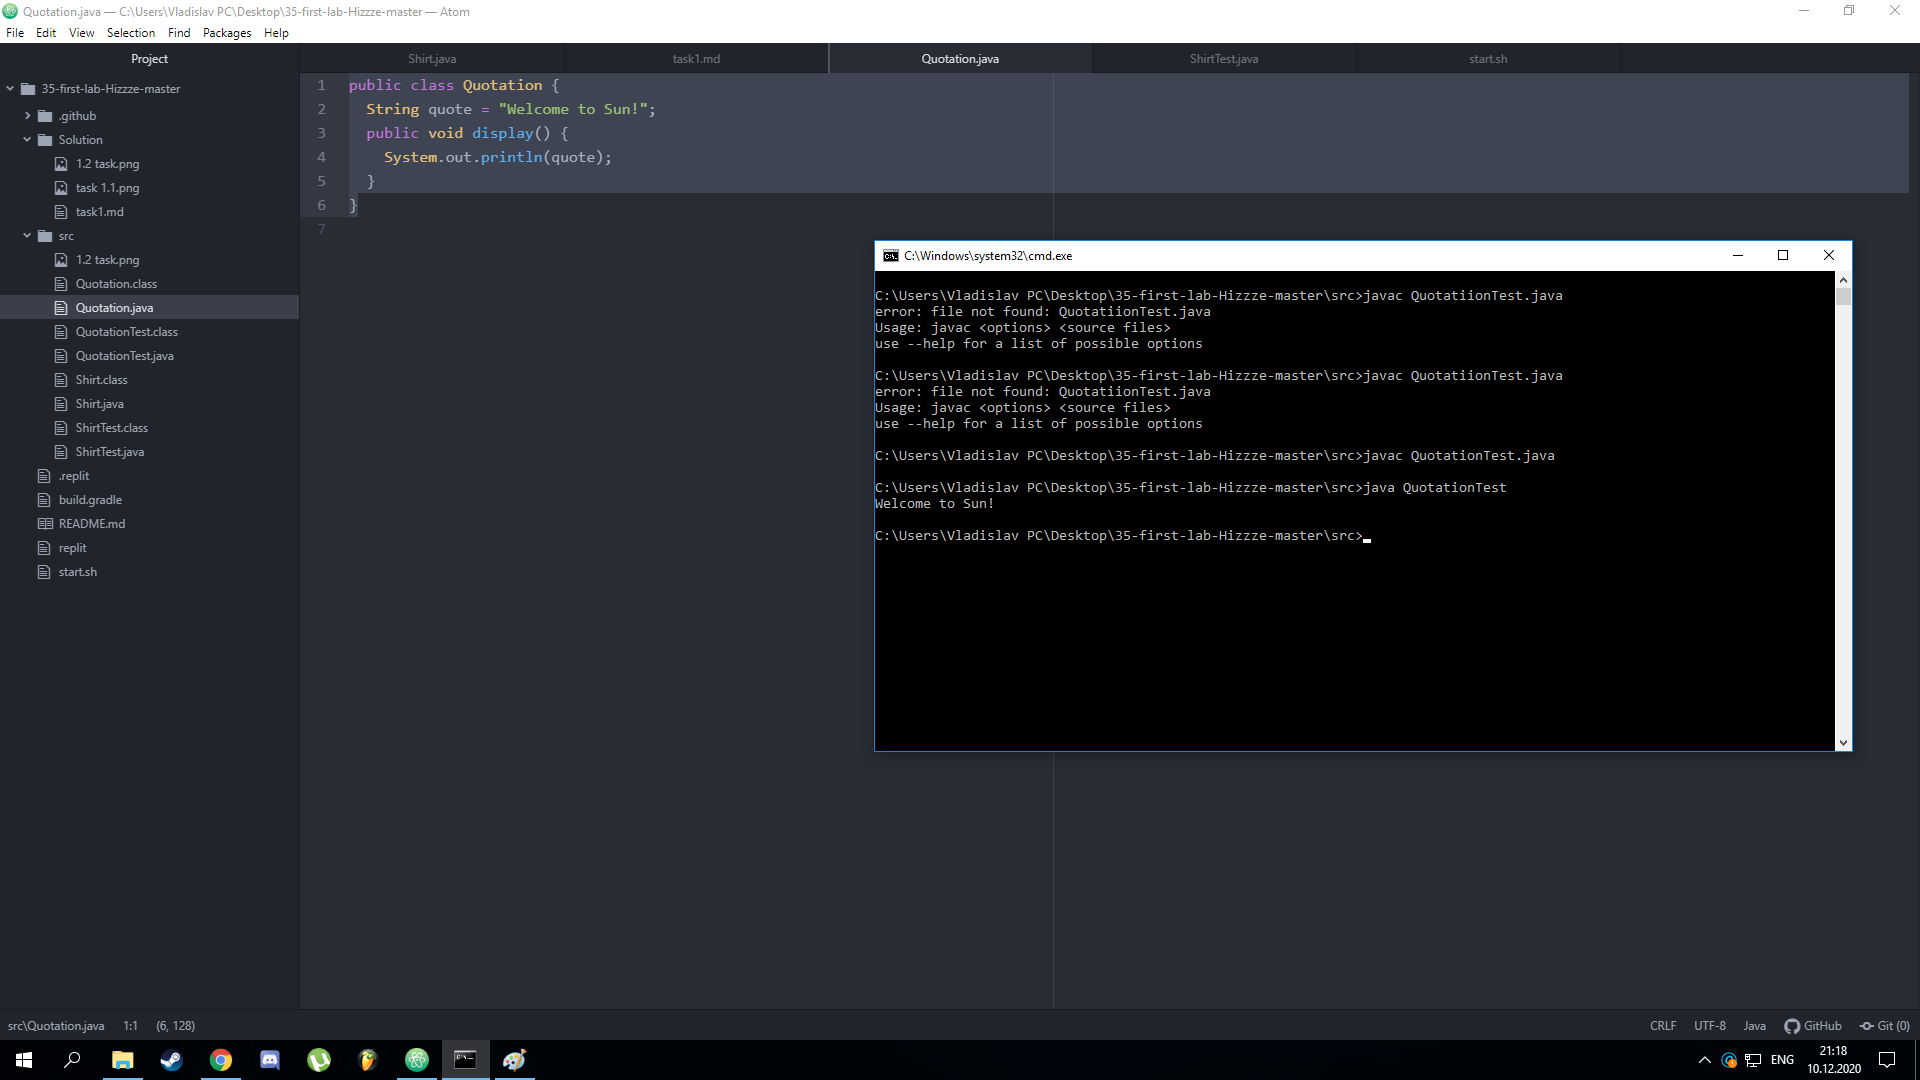 Quotation.java — C:\Users\Vladislav PC\Desktop\35-first-lab-Hizzze-master — Atom
File Edit View Selection Find Packages Help
Project
Shirt.java task1.md Quotation.java ShirtTest.java start.sh
35-first-lab-Hizzze-master
.github
Solution
1.2 task.png
task 1.1.png
task1.md
src
1.2 task.png
Quotation.class
Quotation.java
QuotationTest.class
QuotationTest.java
Shirt.class
Shirt.java
ShirtTest.class
ShirtTest.java
.replit
build.gradle
README.md
replit
start.sh
1 public class Quotation {
2 String quote = "Welcome to Sun!";
3 public void display() {
4 System.out.println(quote);
5 }
6 }
7
C:\Windows\system32\cmd.exe
C:\Users\Vladislav PC\Desktop\35-first-lab-Hizzze-master\src>javac QuotatiionTest.java
error: file not found: QuotatiionTest.java
Usage: javac <options> <source files>
use --help for a list of possible options
C:\Users\Vladislav PC\Desktop\35-first-lab-Hizzze-master\src>javac QuotatiionTest.java
error: file not found: QuotatiionTest.java
Usage: javac <options> <source files>
use --help for a list of possible options
C:\Users\Vladislav PC\Desktop\35-first-lab-Hizzze-master\src>javac QuotationTest.java
C:\Users\Vladislav PC\Desktop\35-first-lab-Hizzze-master\src>java QuotationTest
Welcome to Sun!
C:\Users\Vladislav PC\Desktop\35-first-lab-Hizzze-master\src>
src\Quotation.java 1:1 (6, 128) CRLF UTF-8 Java GitHub Git (0)
ENG
21:18
10.12.2020